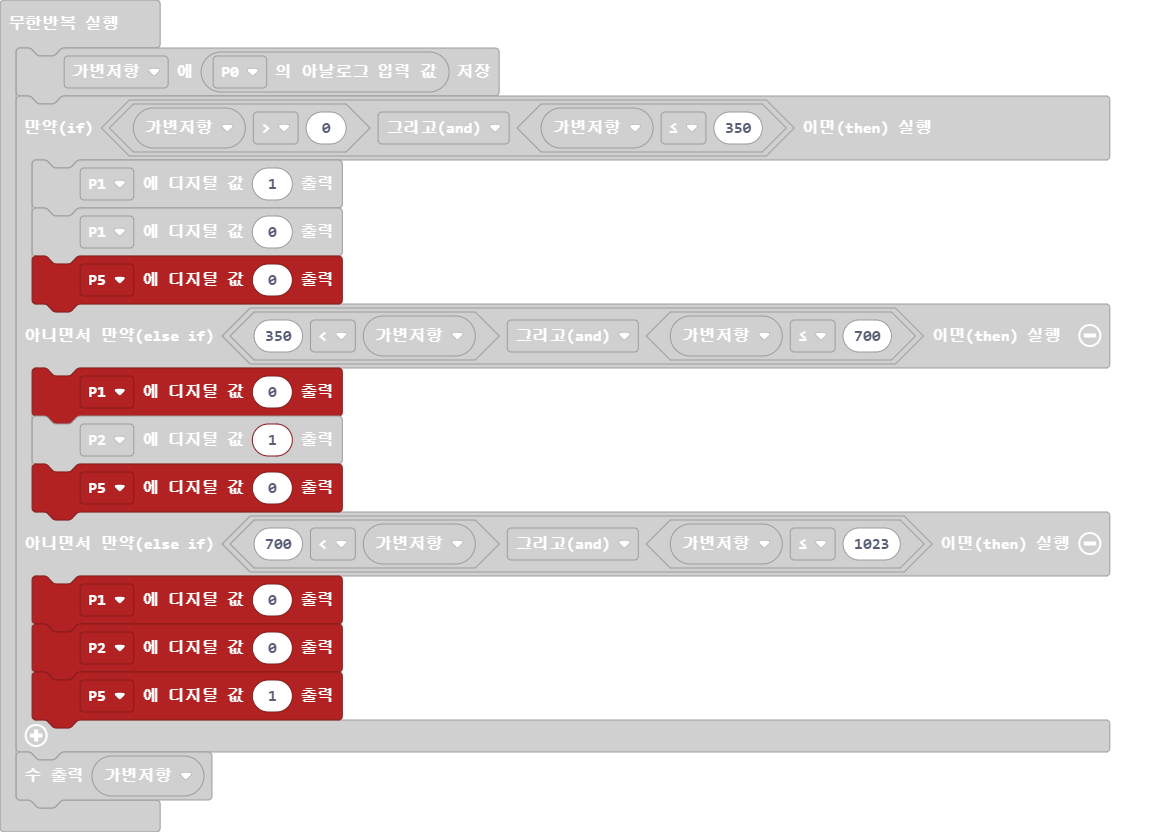 무한반복 실행
가변저항 에 P0 의 아날로그 입력 값 저장
만약(if) 가변저항 > 0 그리고(and) 가변저항 ≤ 350 이면(then) 실행
P1 에 디지털 값 1 출력
P1 에 디지털 값 0 출력
P5 에 디지털 값 0 출력
아니면서 만약(else if) 350 < 가변저항 그리고(and) 가변저항 ≤ 700 이면(then) 실행
P1 에 디지털 값 0 출력
P2 에 디지털 값 1 출력
P5 에 디지털 값 0 출력
아니면서 만약(else if) 700 < 가변저항 그리고(and) 가변저항 ≤ 1023 이면(then) 실행
P1 에 디지털 값 0 출력
P2 에 디지털 값 0 출력
P5 에 디지털 값 1 출력
수 출력 가변저항